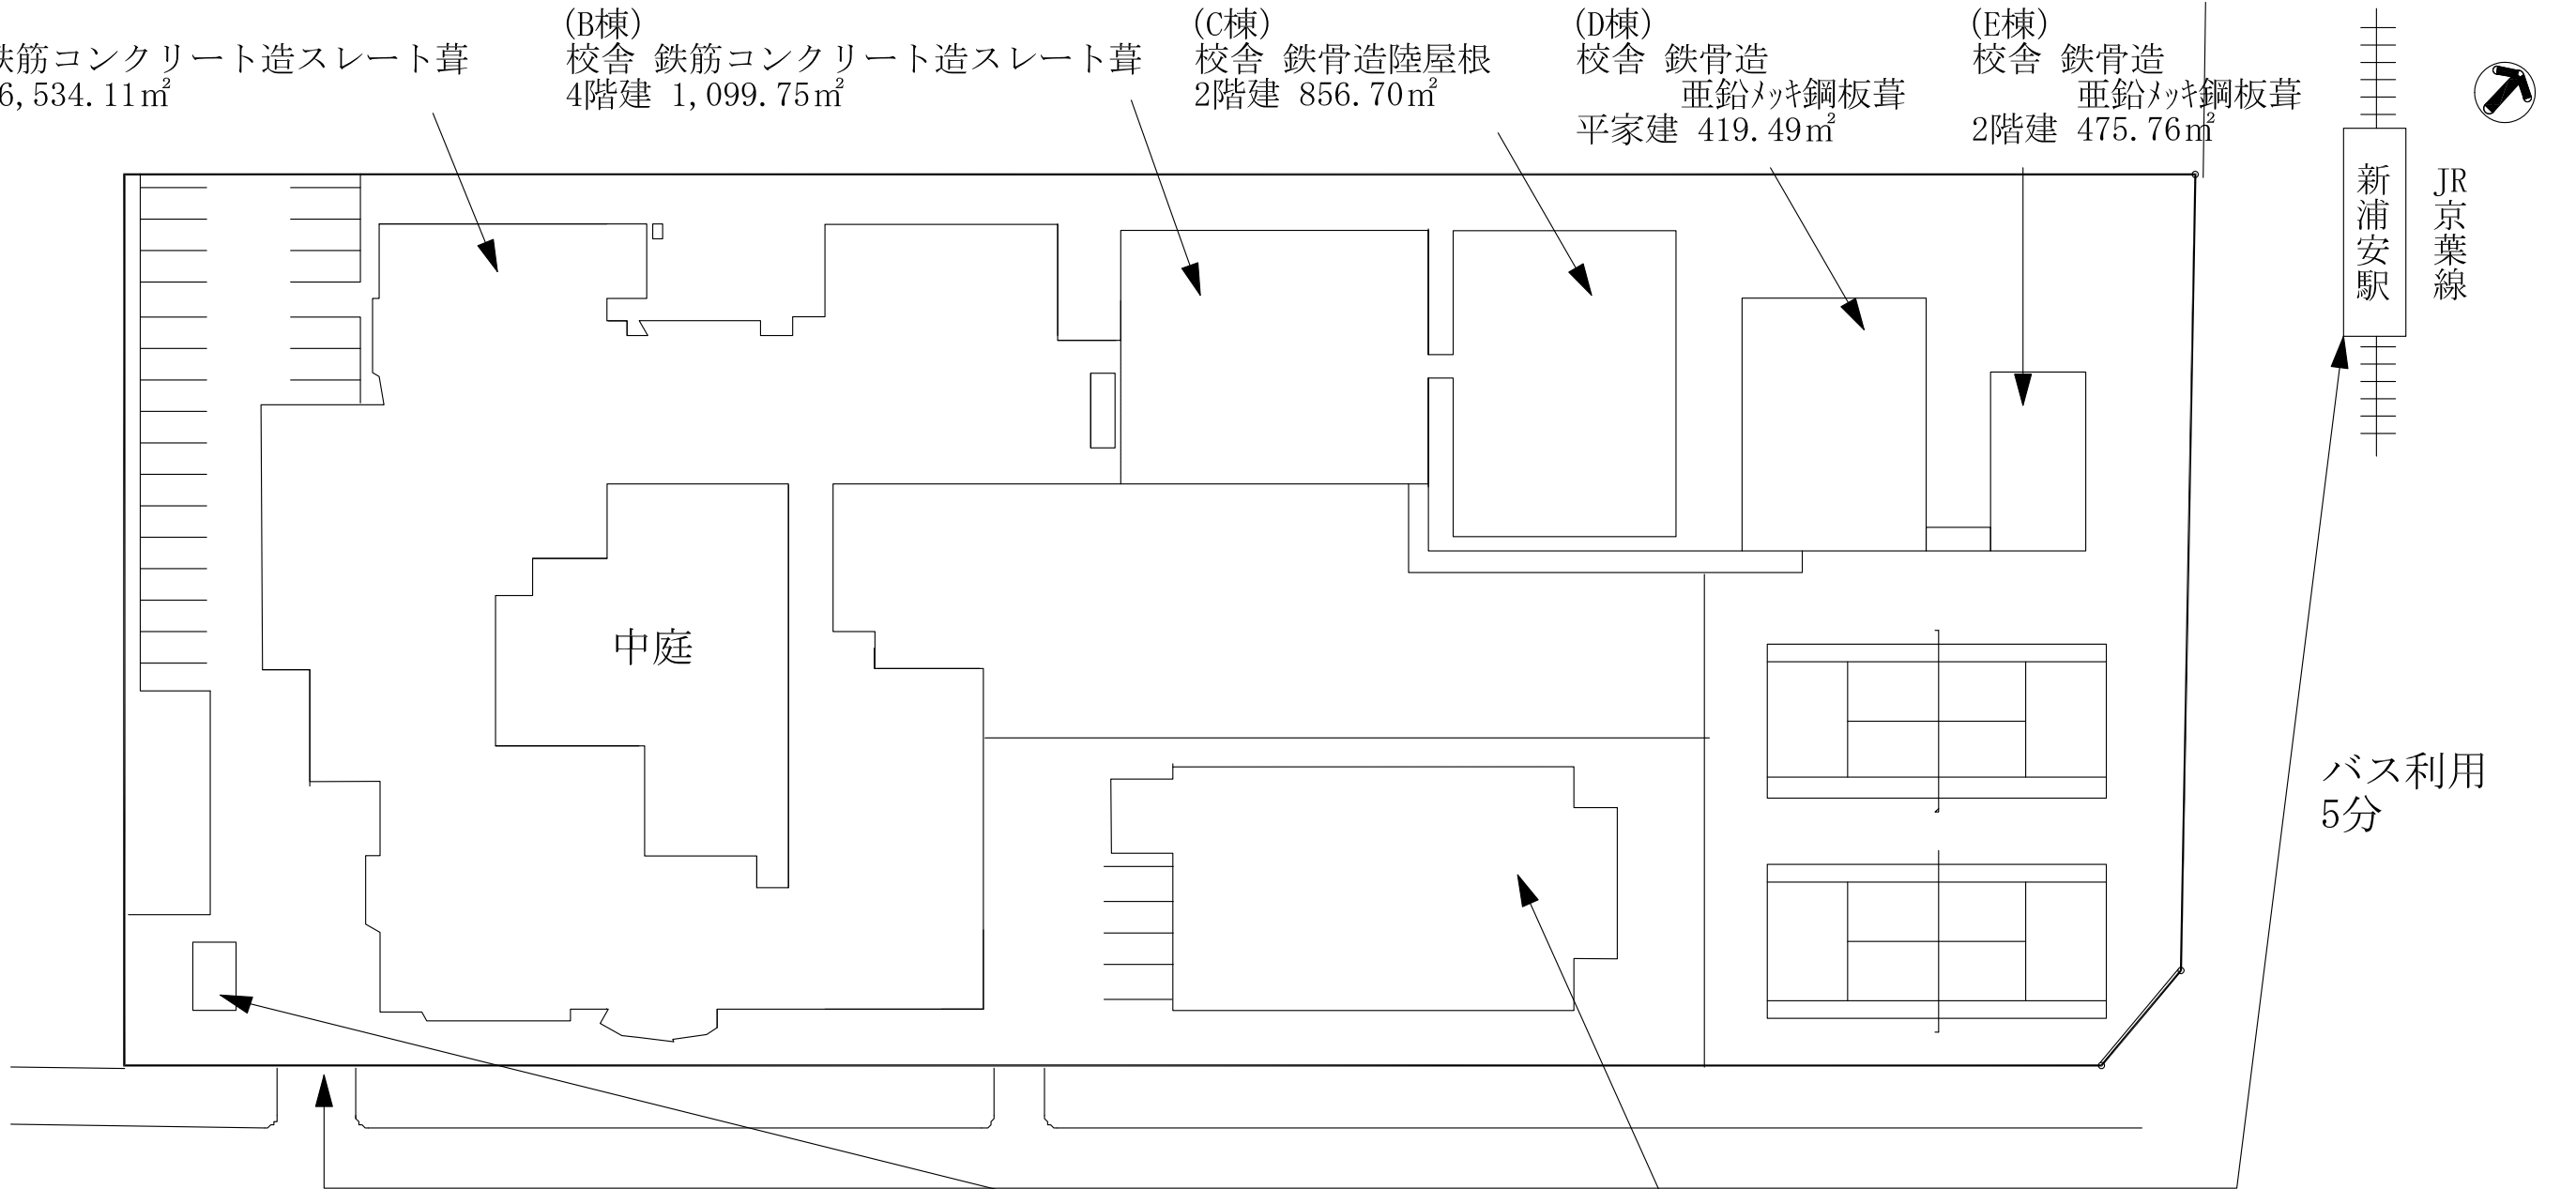 鉄筋コンクリート造スレート葺
6,534.11㎡
(B棟)
校舎 鉄筋コンクリート造スレート葺
4階建 1,099.75㎡
(C棟)
校舎 鉄骨造陸屋根
2階建 856.70㎡
(D棟)
校舎 鉄骨造
亜鉛ﾒｯｷ鋼板葺
平家建 419.49㎡
(E棟)
校舎 鉄骨造
亜鉛ﾒｯｷ鋼板葺
2階建 475.76㎡
新浦安駅
JR京葉線
中庭
バス利用
5分